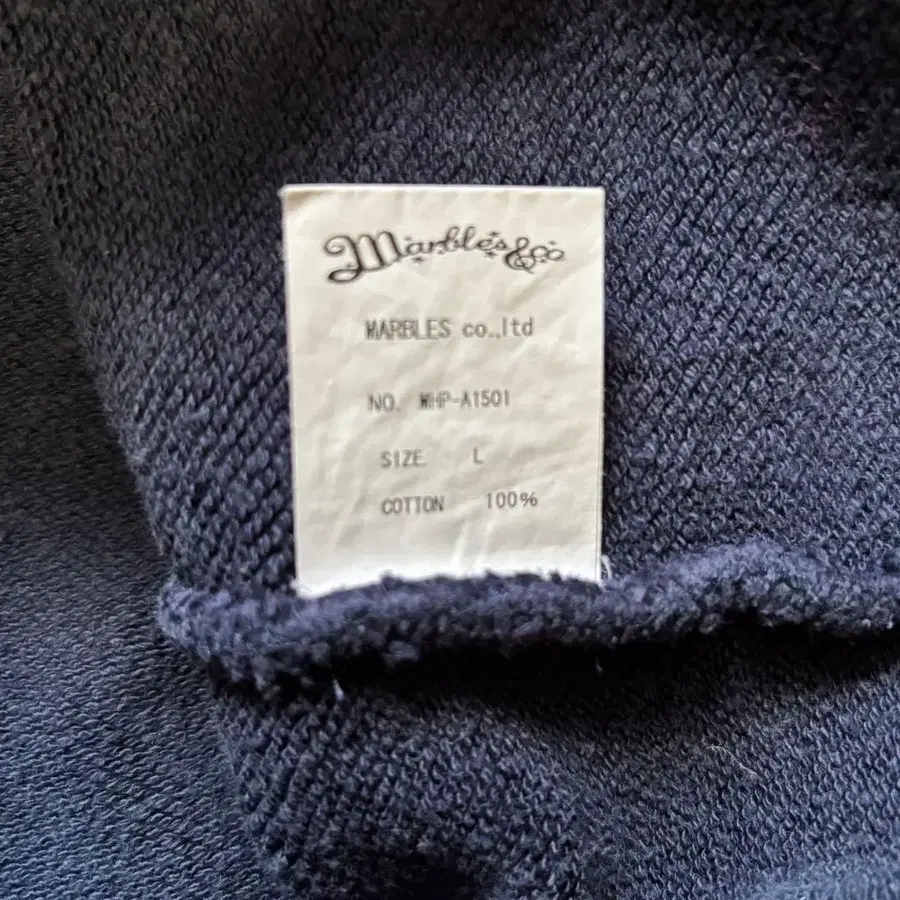 Marbles&co
MARBLES co.,ltd
NO. MHP-A1501
SIZE L
COTTON 100%